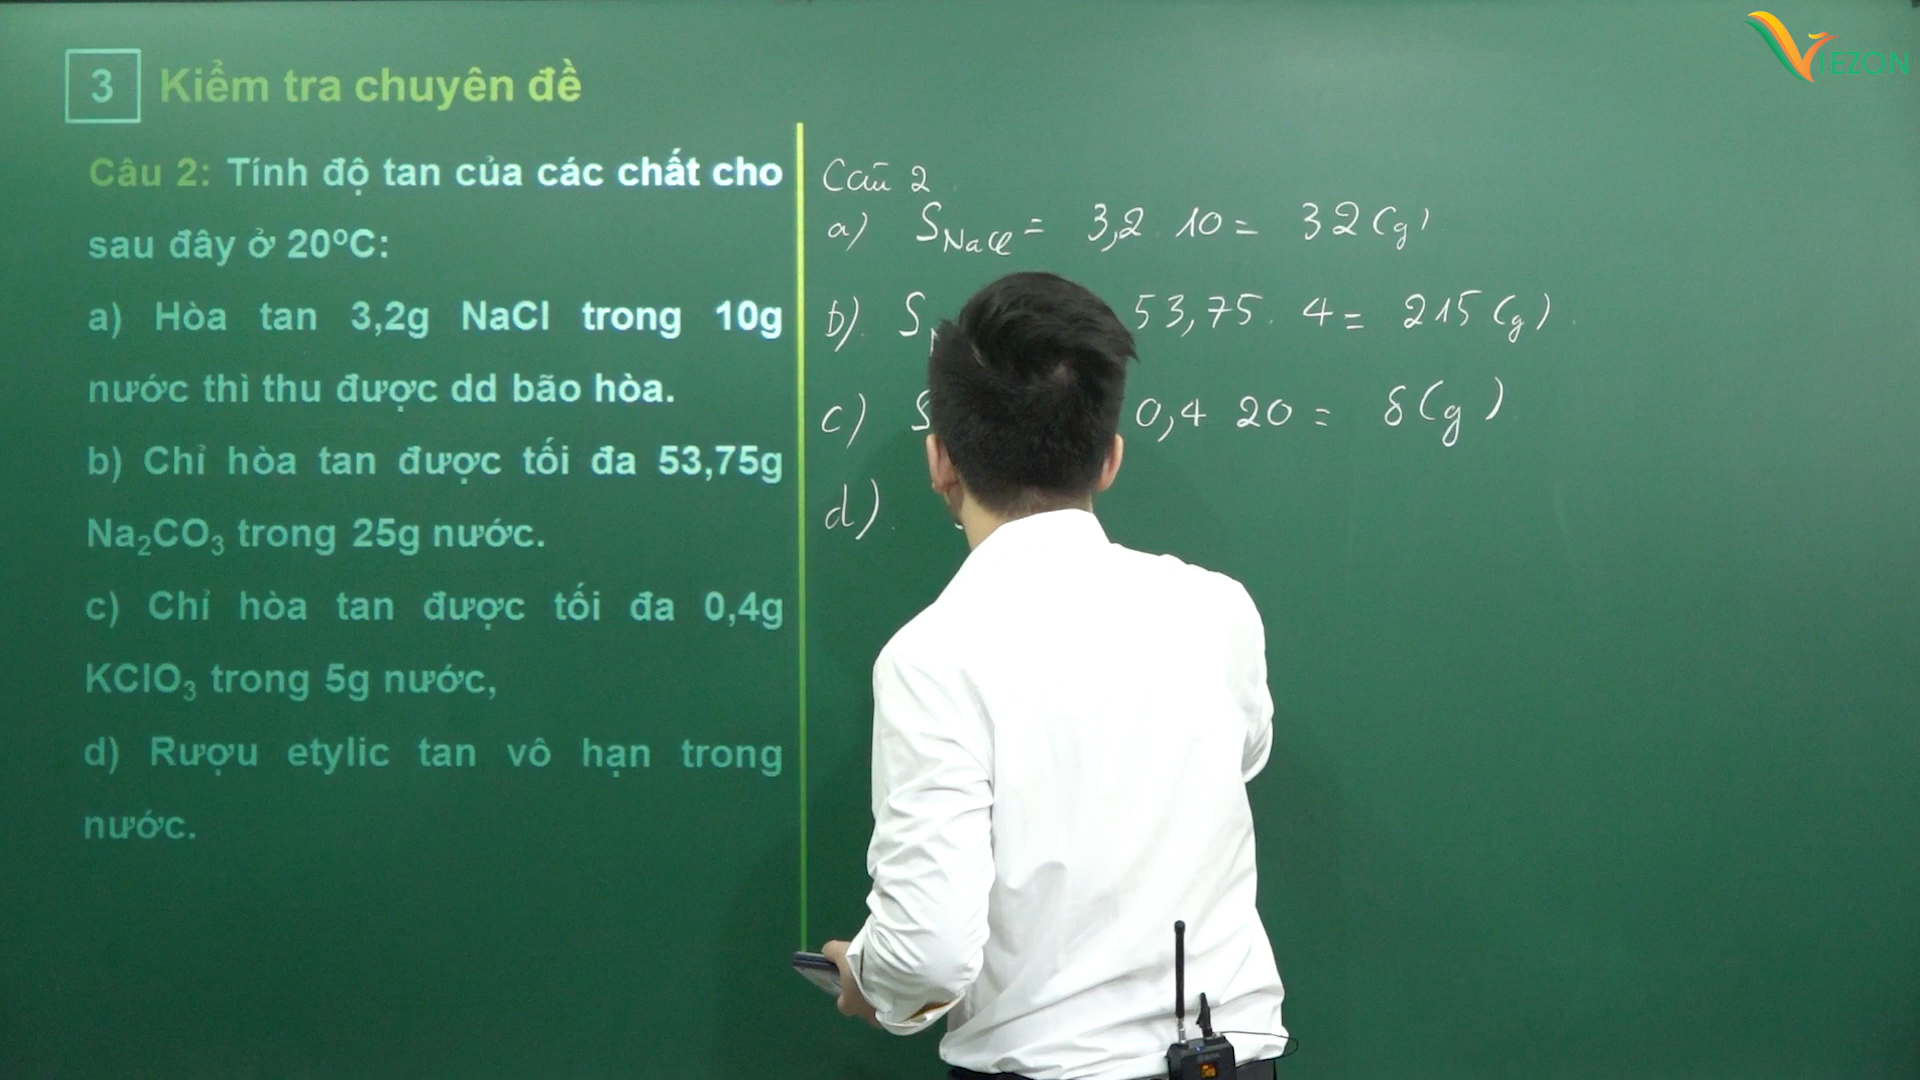 3 Kiểm tra chuyên đề
Câu 2: Tính độ tan của các chất cho
sau đây ở 20ºC:
a) Hòa tan 3,2g NaCl trong 10g
nước thì thu được dd bão hòa.
b) Chỉ hòa tan được tối đa 53,75g
Na₂CO₃ trong 25g nước.
c) Chỉ hòa tan được tối đa 0,4g
KClO₃ trong 5g nước,
d) Rượu etylic tan vô hạn trong
nước.
Câu 2
a) S NaCl = 3,2 . 10 = 32 (g)
b) S 53,75 . 4 = 215 (g)
c) S 0,4 20 = 8 (g)
d)
VIEZON